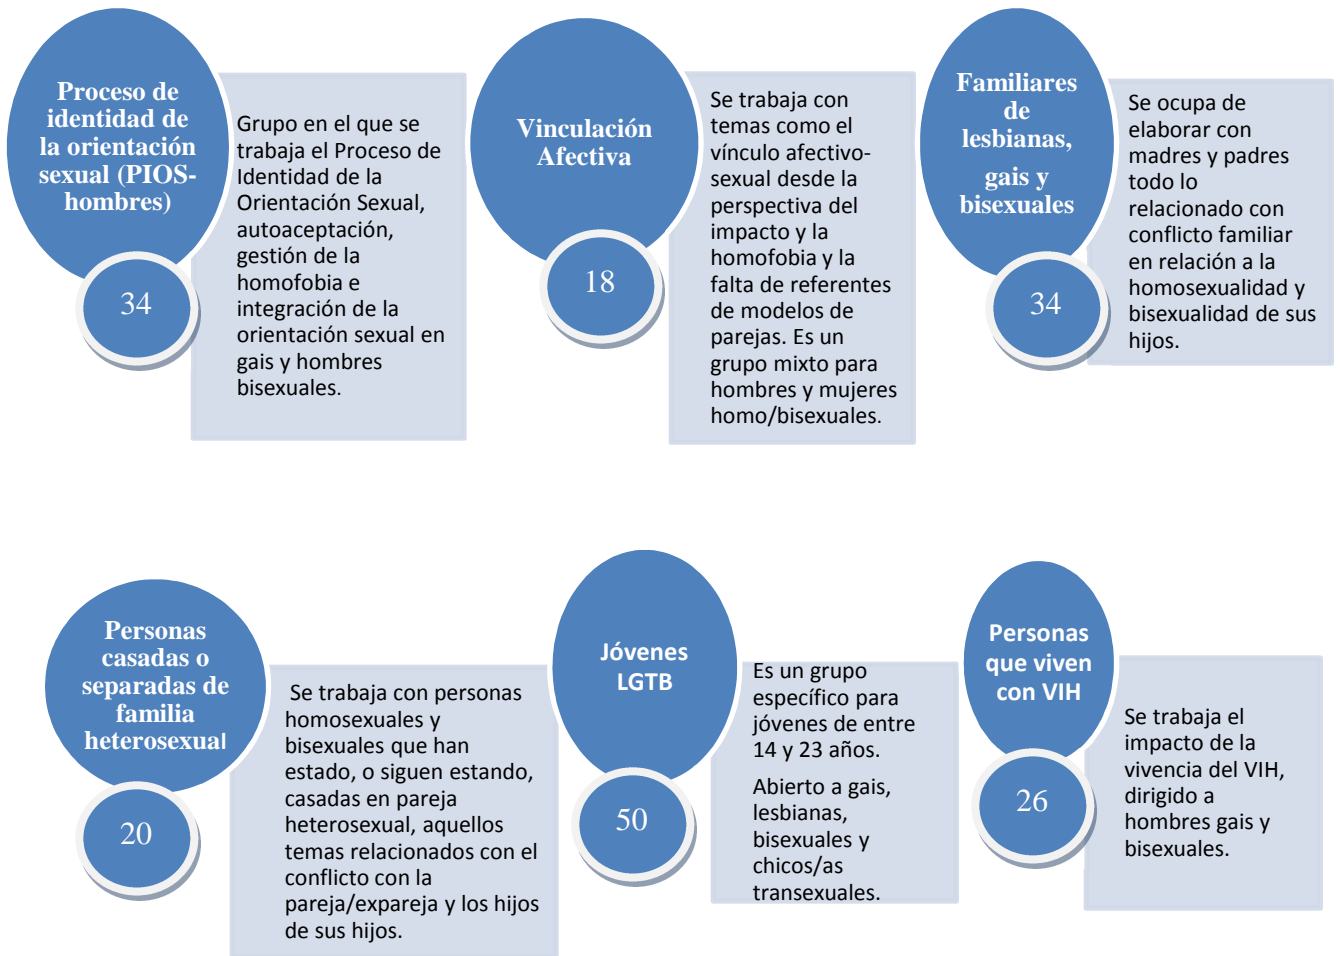 Proceso de
identidad de
la orientación
sexual (PIOS-
hombres)
34
Grupo en el que se
trabaja el Proceso de
Identidad de la
Orientación Sexual,
autoaceptación,
gestión de la
homofobia e
integración de la
orientación sexual en
gais y hombres
bisexuales.
Vinculación
Afectiva
18
Se trabaja con
temas como el
vínculo afectivo-
sexual desde la
perspectiva del
impacto y la
homofobia y la
falta de referentes
de modelos de
parejas. Es un
grupo mixto para
hombres y mujeres
homo/bisexuales.
Familiares
de
lesbianas,
gais y
bisexuales
34
Se ocupa de
elaborar con
madres y padres
todo lo
relacionado con
conflicto familiar
en relación a la
homosexualidad y
bisexualidad de sus
hijos.
Personas
casadas o
separadas de
familia
heterosexual
20
Se trabaja con personas
homosexuales y
bisexuales que han
estado, o siguen estando,
casadas en pareja
heterosexual, aquellos
temas relacionados con el
conflicto con la
pareja/expareja y los hijos
de sus hijos.
Jóvenes
LGTB
50
Es un grupo
específico para
jóvenes de entre
14 y 23 años.
Abierto a gais,
lesbianas,
bisexuales y
chicos/as
transexuales.
Personas
que viven
con VIH
26
Se trabaja el
impacto de la
vivencia del VIH,
dirigido a
hombres gais y
bisexuales.